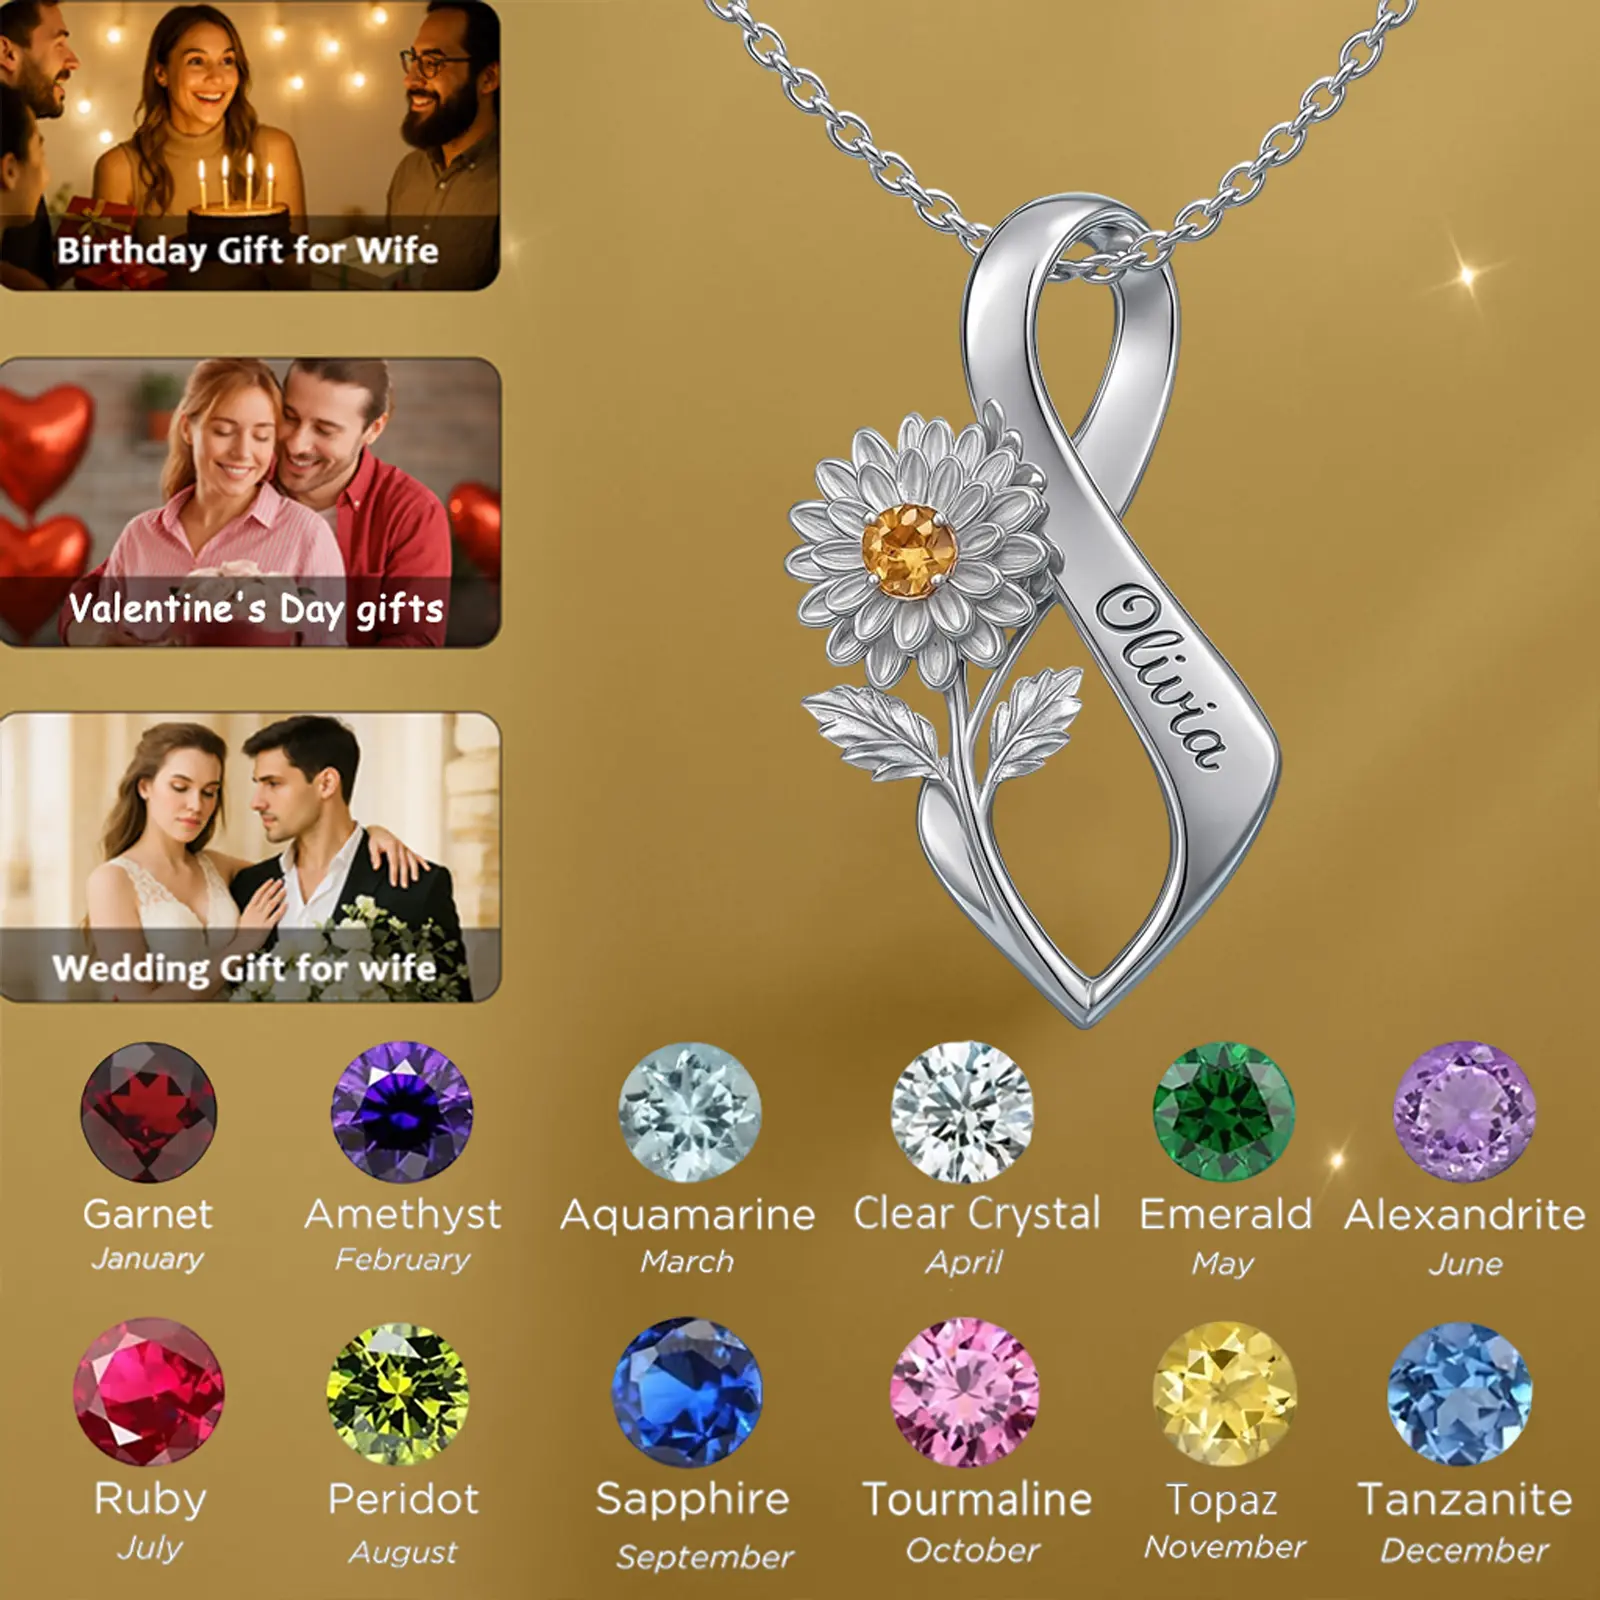 Birthday Gift for Wife
Valentine's Day gifts
Wedding Gift for wife
Olivia
Garnet
January
Amethyst
February
Aquamarine
March
Clear Crystal
April
Emerald
May
Alexandrite
June
Ruby
July
Peridot
August
Sapphire
September
Tourmaline
October
Topaz
November
Tanzanite
December